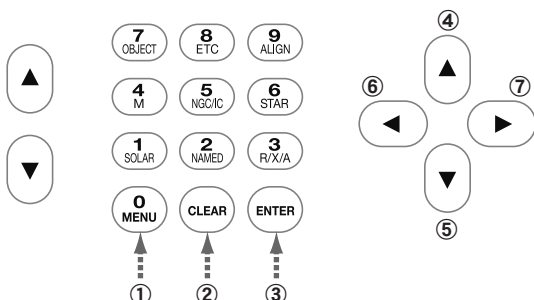 ④
7 8 9
OBJECT ETC ALIGN
⑥ ⑦
4 5 6
M NGC/IC STAR
1 2 3
SOLAR NAMED R/X/A
0
MENU CLEAR ENTER
⑤
① ② ③